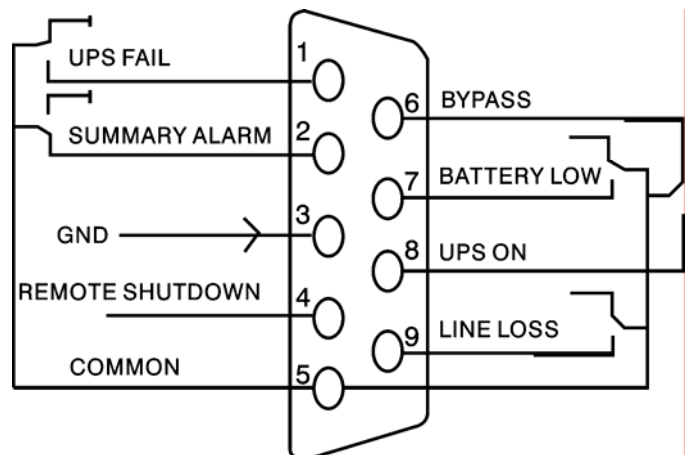 1
UPS FAIL
6
BYPASS
2
SUMMARY ALARM
7
BATTERY LOW
3
GND
8
UPS ON
4
REMOTE SHUTDOWN
9
LINE LOSS
5
COMMON